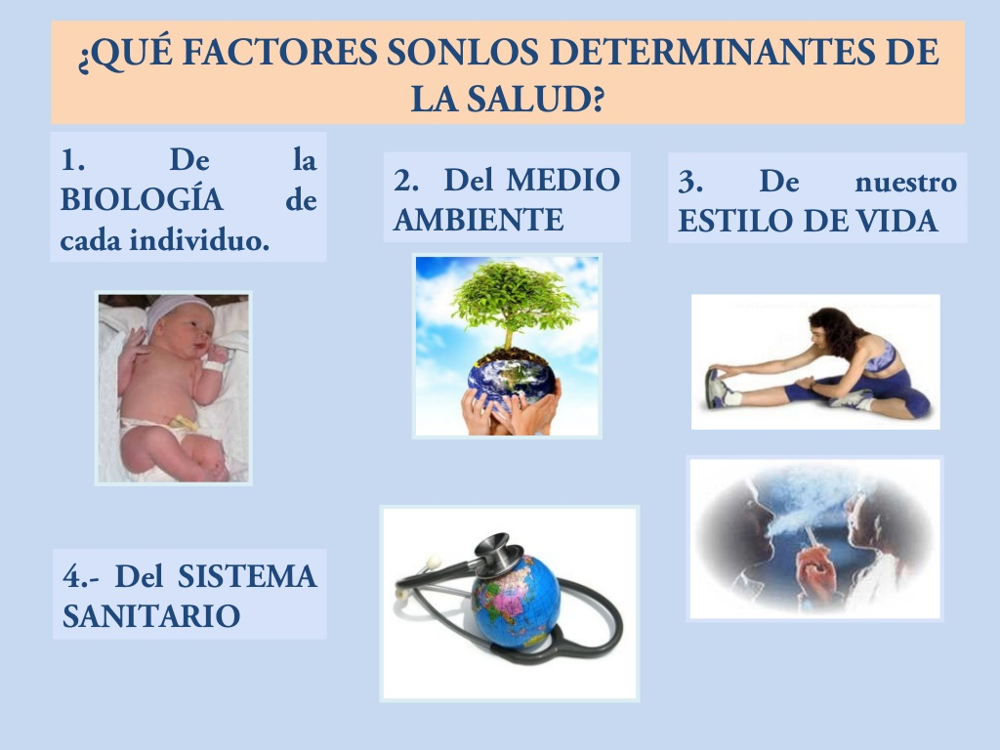 ¿QUÉ FACTORES SONLOS DETERMINANTES DE
LA SALUD?
1. De la
BIOLOGÍA de
cada individuo.
2. Del MEDIO
AMBIENTE
3. De nuestro
ESTILO DE VIDA
4.- Del SISTEMA
SANITARIO